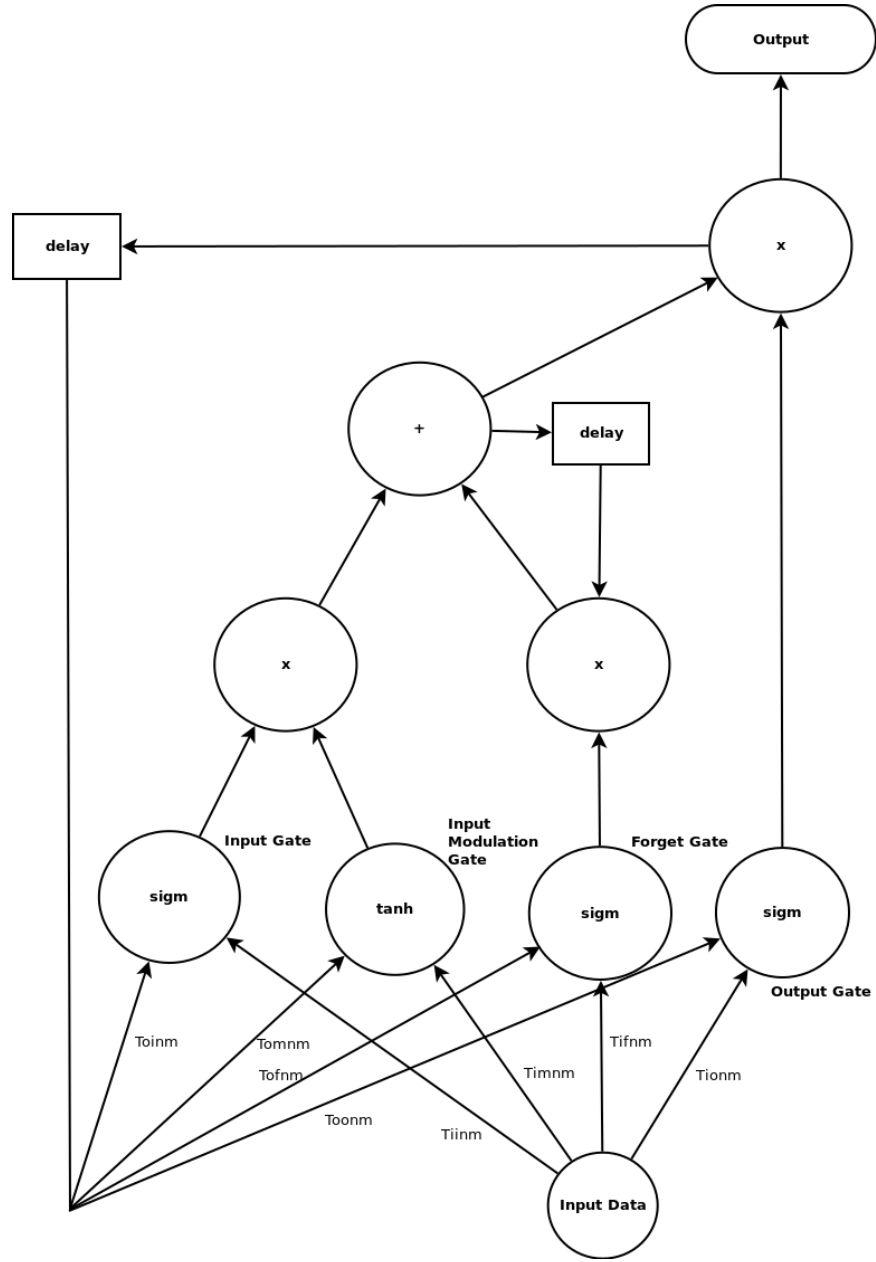 Output
x
delay
+
delay
x
x
Input
Modulation
Gate
Input Gate
Forget Gate
sigm
tanh
sigm
sigm
Output Gate
Toinm
Tomnm
Tifnm
Tofnm
Timnm
Tionm
Toonm
Tiinm
Input Data